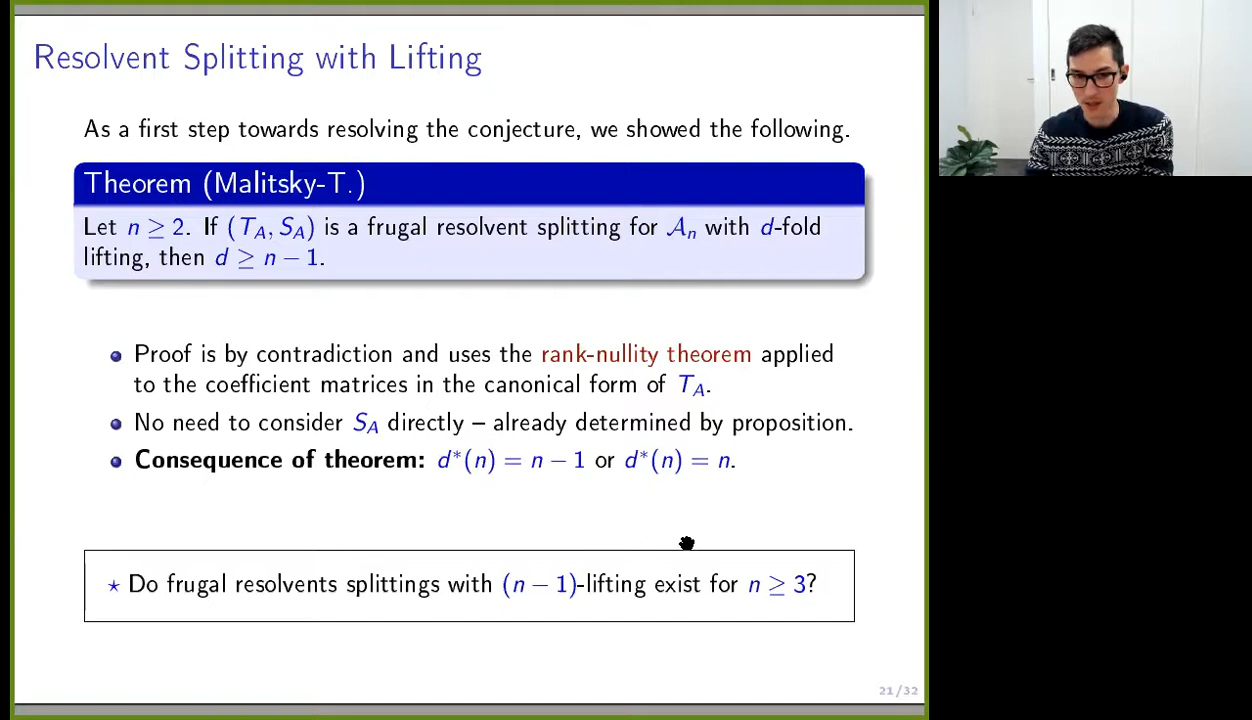 Resolvent Splitting with Lifting
As a first step towards resolving the conjecture, we showed the following.
Theorem (Malitsky-T.)
Let n ≥ 2. If (T_A, S_A) is a frugal resolvent splitting for 𝒜_n with d-fold
lifting, then d ≥ n − 1.
Proof is by contradiction and uses the rank-nullity theorem applied
to the coefficient matrices in the canonical form of T_A.
No need to consider S_A directly – already determined by proposition.
Consequence of theorem: d*(n) = n − 1 or d*(n) = n.
⋆ Do frugal resolvents splittings with (n − 1)-lifting exist for n ≥ 3?
21/32